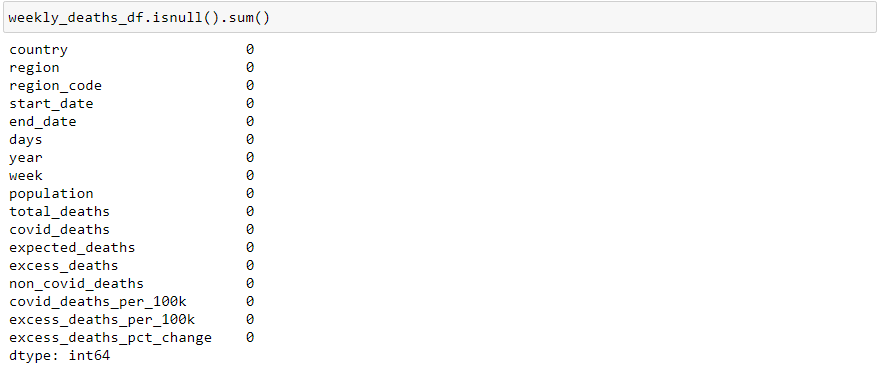 weekly_deaths_df.isnull().sum()
country 0
region 0
region_code 0
start_date 0
end_date 0
days 0
year 0
week 0
population 0
total_deaths 0
covid_deaths 0
expected_deaths 0
excess_deaths 0
non_covid_deaths 0
covid_deaths_per_100k 0
excess_deaths_per_100k 0
excess_deaths_pct_change 0
dtype: int64